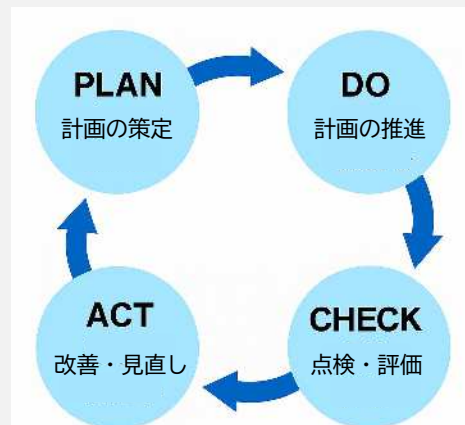 PLAN
計画の策定
DO
計画の推進
CHECK
点検・評価
ACT
改善・見直し